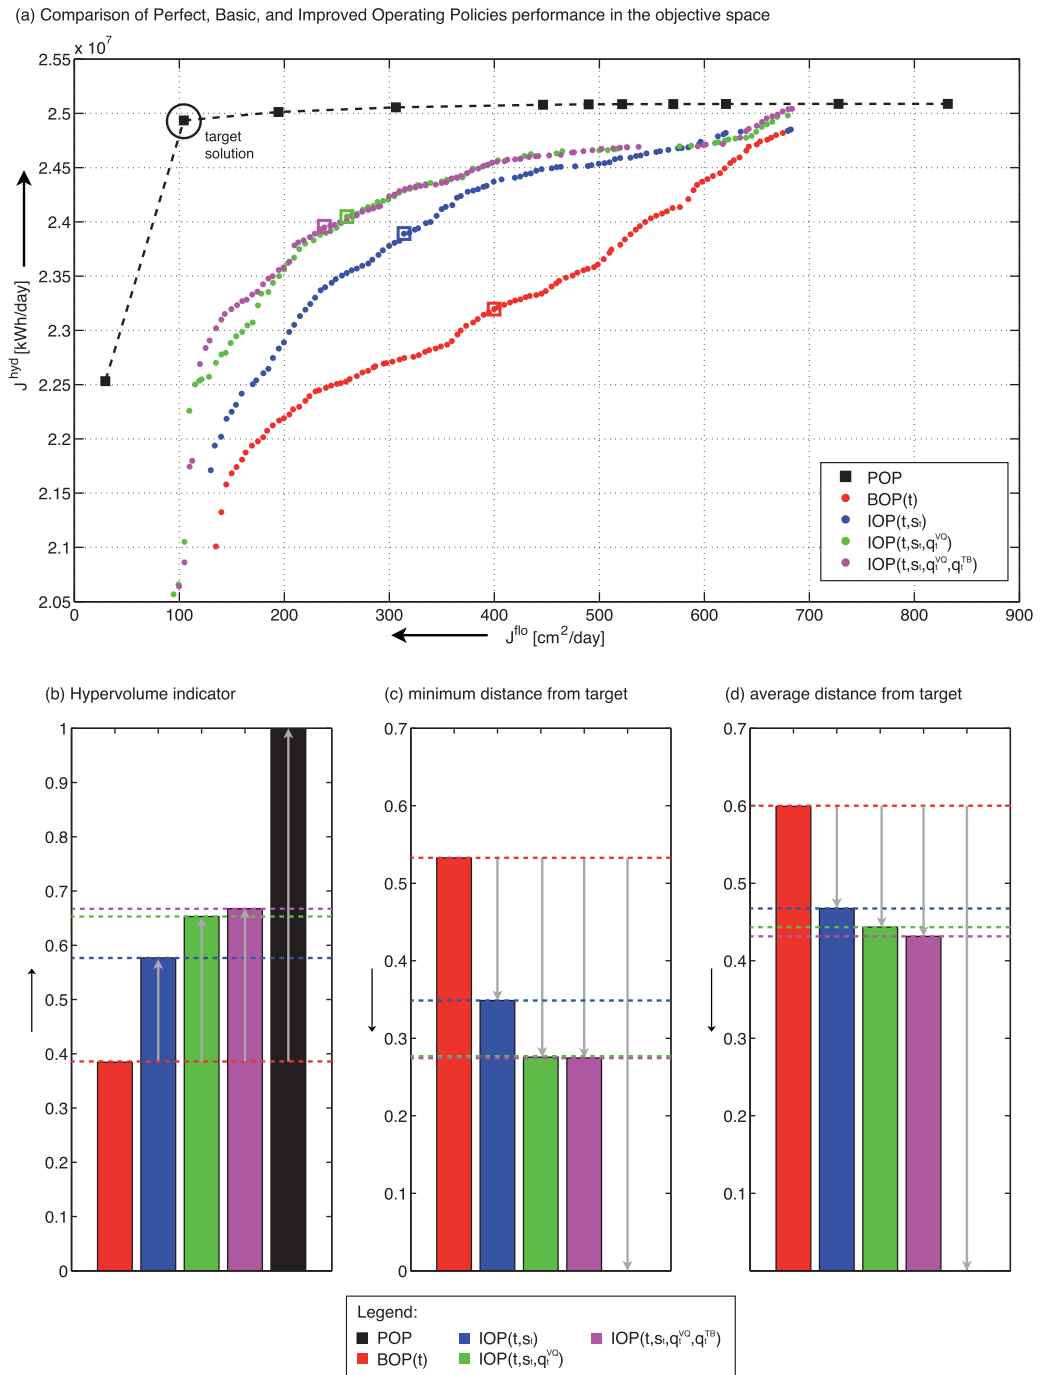 (a) Comparison of Perfect, Basic, and Improved Operating Policies performance in the objective space
x 10^7
2.55
2.5
2.45
2.4
2.35
2.3
2.25
2.2
2.15
2.1
2.05
J^hyd [kWh/day]
target
solution
POP
BOP(t)
IOP(t,s_t)
IOP(t,s_t,q_t^VQ)
IOP(t,s_t,q_t^VQ,q_t^TB)
0 100 200 300 400 500 600 700 800 900
J^flo [cm^2/day]
(b) Hypervolume indicator
1
0.9
0.8
0.7
0.6
0.5
0.4
0.3
0.2
0.1
0
(c) minimum distance from target
0.7
0.6
0.5
0.4
0.3
0.2
0.1
0
(d) average distance from target
0.7
0.6
0.5
0.4
0.3
0.2
0.1
Legend:
POP
BOP(t)
IOP(t,s_t)
IOP(t,s_t,q_t^VQ)
IOP(t,s_t,q_t^VQ,q_t^TB)